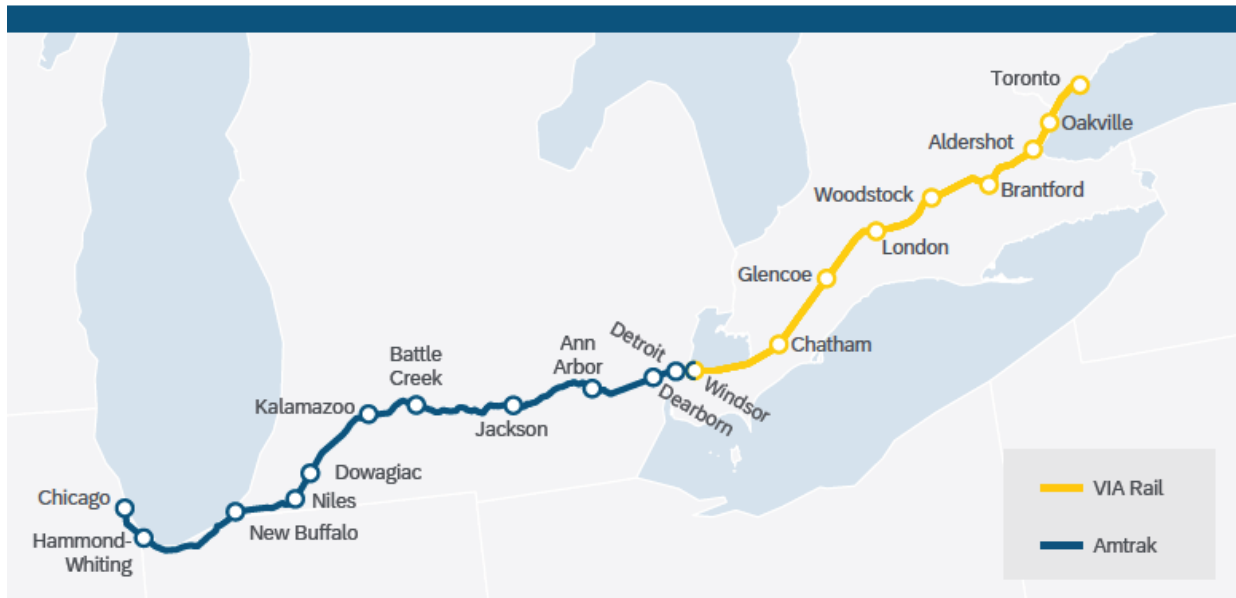 Toronto
Oakville
Aldershot
Brantford
Woodstock
London
Glencoe
Chatham
Windsor
Detroit
Dearborn
Ann
Arbor
Jackson
Battle
Creek
Kalamazoo
Dowagiac
Niles
New Buffalo
Hammond-
Whiting
Chicago
VIA Rail
Amtrak